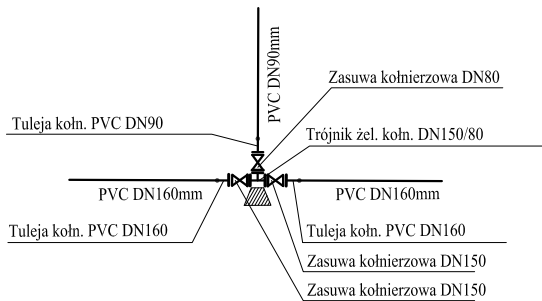 PVC DN90mm
Zasuwa kołnierzowa DN80
Tuleja kołn. PVC DN90
Trójnik żel. kołn. DN150/80
PVC DN160mm
PVC DN160mm
Tuleja kołn. PVC DN160
Tuleja kołn. PVC DN160
Zasuwa kołnierzowa DN150
Zasuwa kołnierzowa DN150